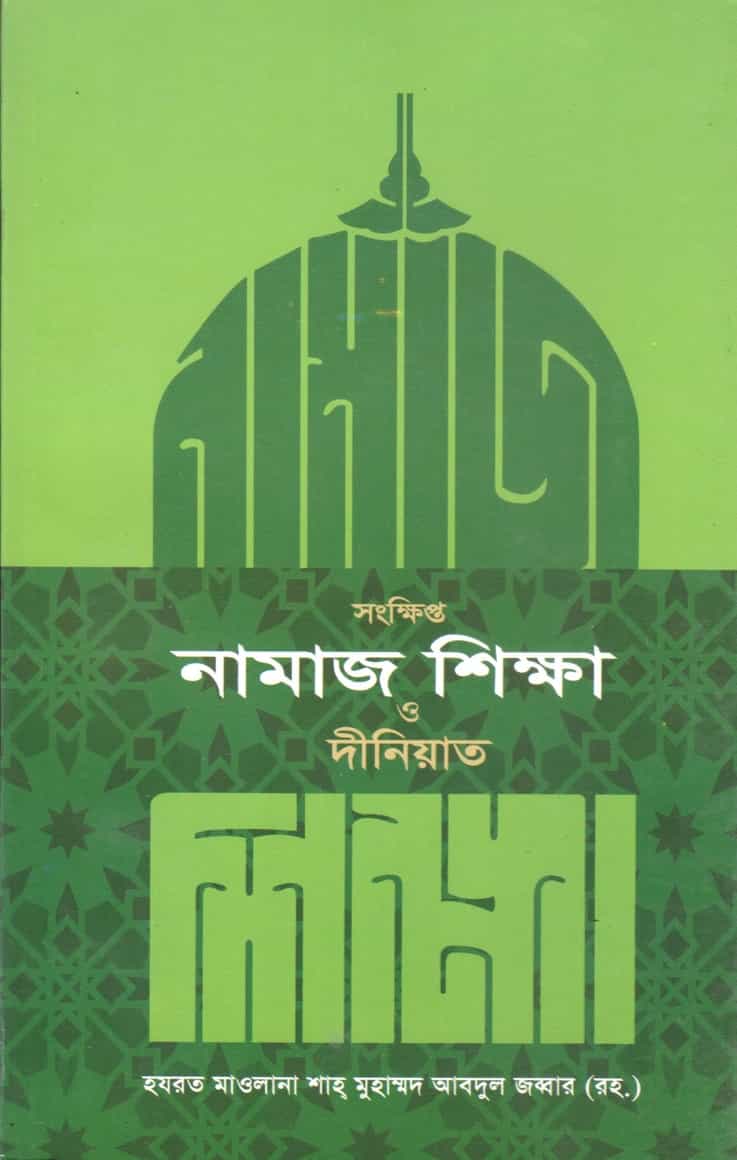 নামাজ
সংক্ষিপ্ত
নামাজ শিক্ষা
ও
দীনিয়াত
শিক্ষা
হযরত মাওলানা শাহ্ মুহাম্মদ আবদুল জব্বার (রহ.)